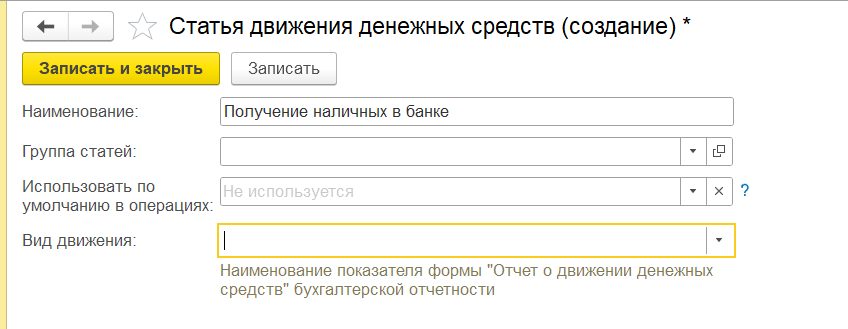 Статья движения денежных средств (создание) *
Записать и закрыть Записать
Наименование: Получение наличных в банке
Группа статей:
Использовать по
умолчанию в операциях: Не используется ?
Вид движения:
Наименование показателя формы "Отчет о движении денежных
средств" бухгалтерской отчетности